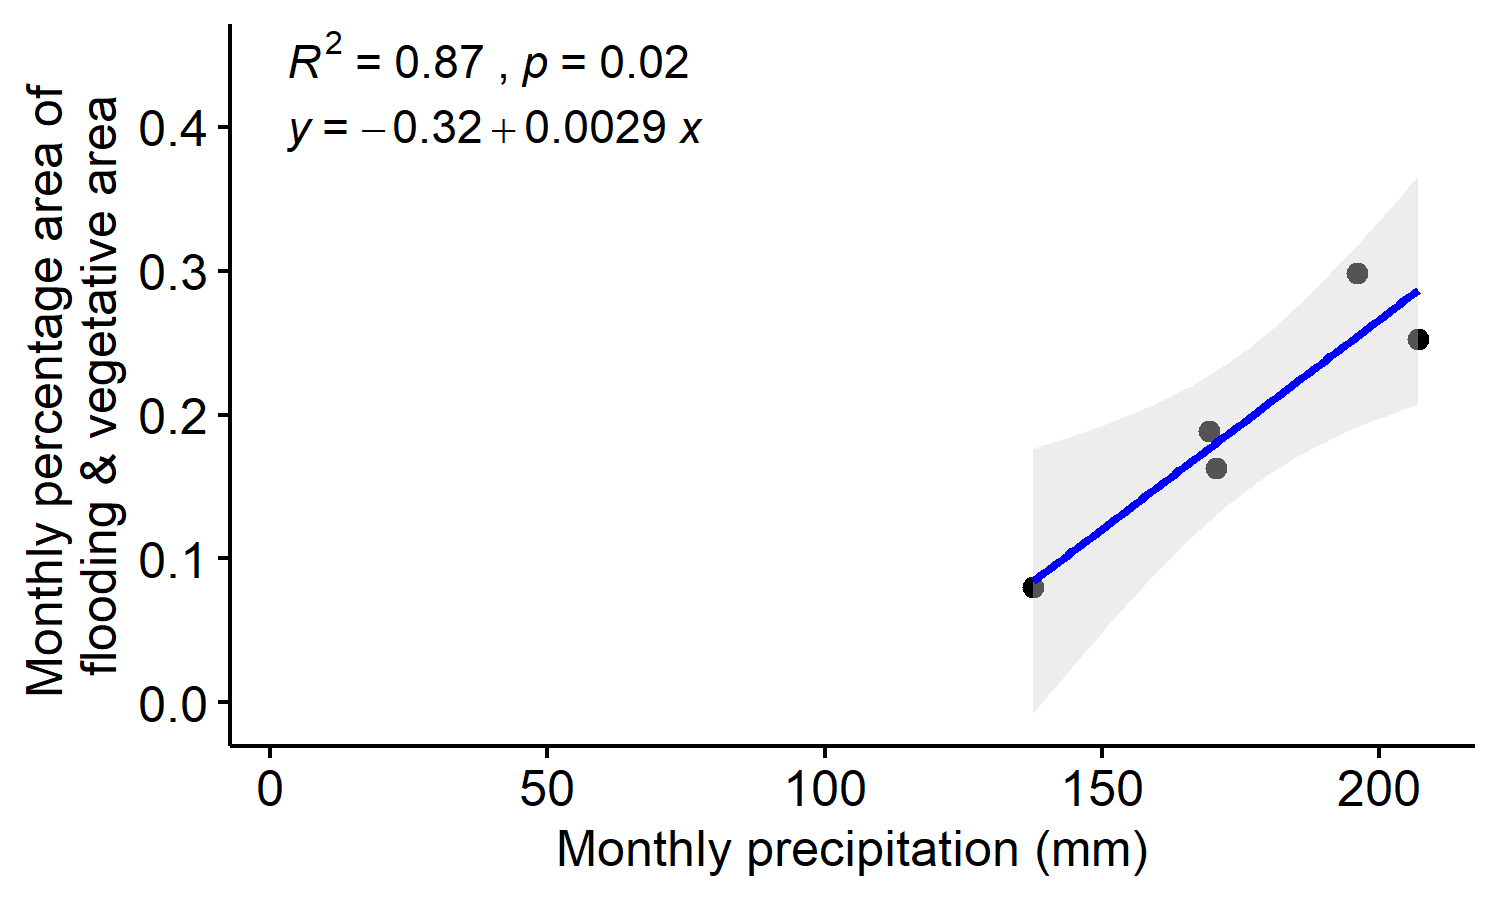 R² = 0.87 , p = 0.02
y = −0.32 + 0.0029 x
Monthly percentage area of
flooding & vegetative area
0.4
0.3
0.2
0.1
0.0
0 50 100 150 200
Monthly precipitation (mm)